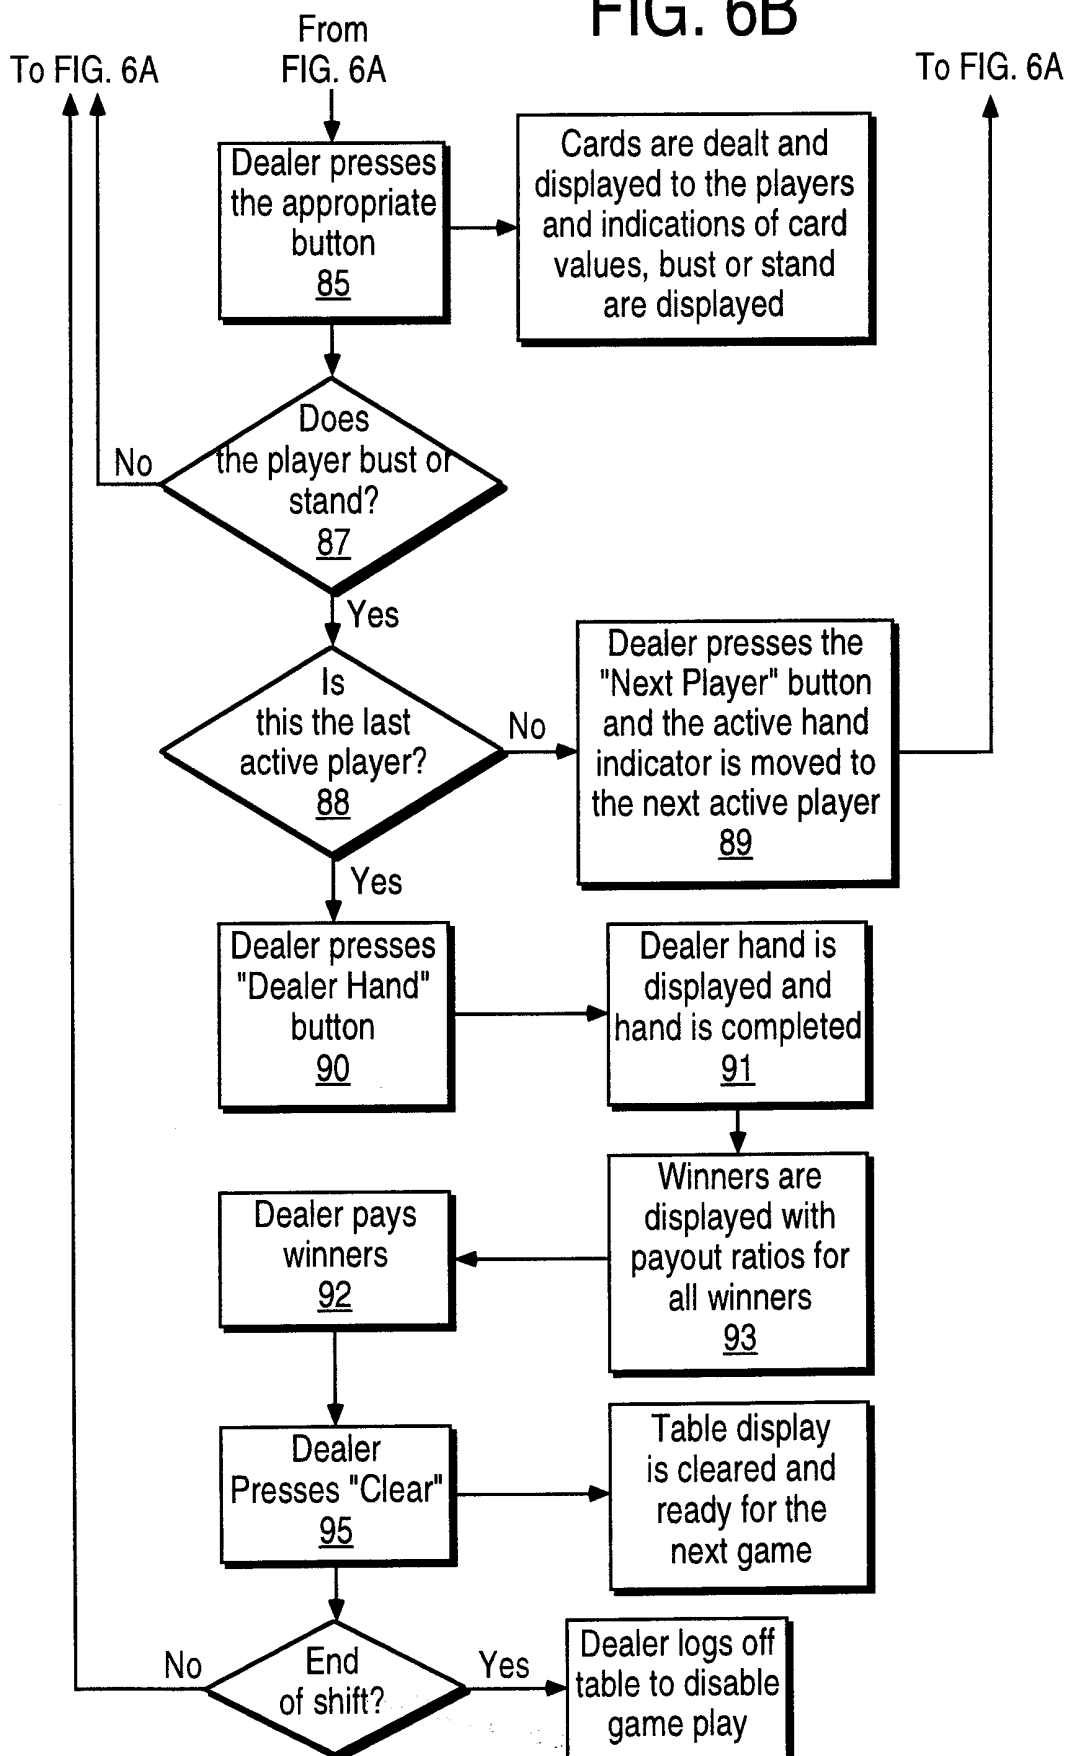 FIG. 6B
From
FIG. 6A
To FIG. 6A
To FIG. 6A
Dealer presses
the appropriate
button
85
Cards are dealt and
displayed to the players
and indications of card
values, bust or stand
are displayed
Does
the player bust or
stand?
87
No
Yes
Is
this the last
active player?
88
No
Dealer presses the
"Next Player" button
and the active hand
indicator is moved to
the next active player
89
Yes
Dealer presses
"Dealer Hand"
button
90
Dealer hand is
displayed and
hand is completed
91
Winners are
displayed with
payout ratios for
all winners
93
Dealer pays
winners
92
Dealer
Presses "Clear"
95
Table display
is cleared and
ready for the
next game
End
of shift?
No
Yes
Dealer logs off
table to disable
game play